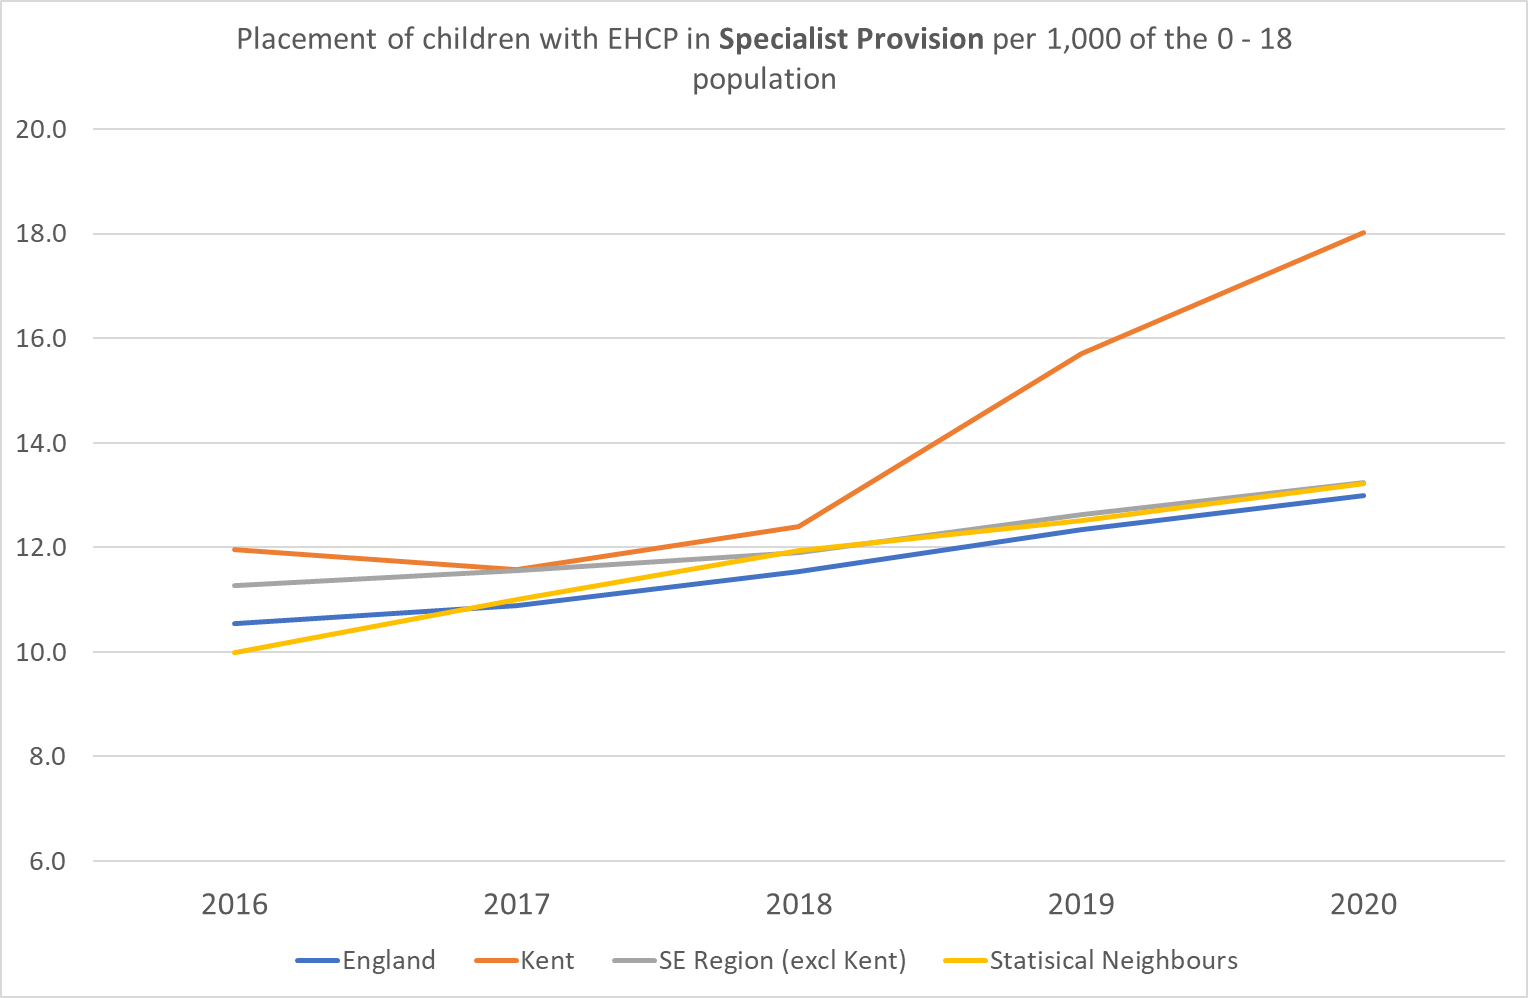 Placement of children with EHCP in Specialist Provision per 1,000 of the 0 - 18
population
20.0
18.0
16.0
14.0
12.0
10.0
8.0
6.0
2016 2017 2018 2019 2020
England Kent SE Region (excl Kent) Statisical Neighbours